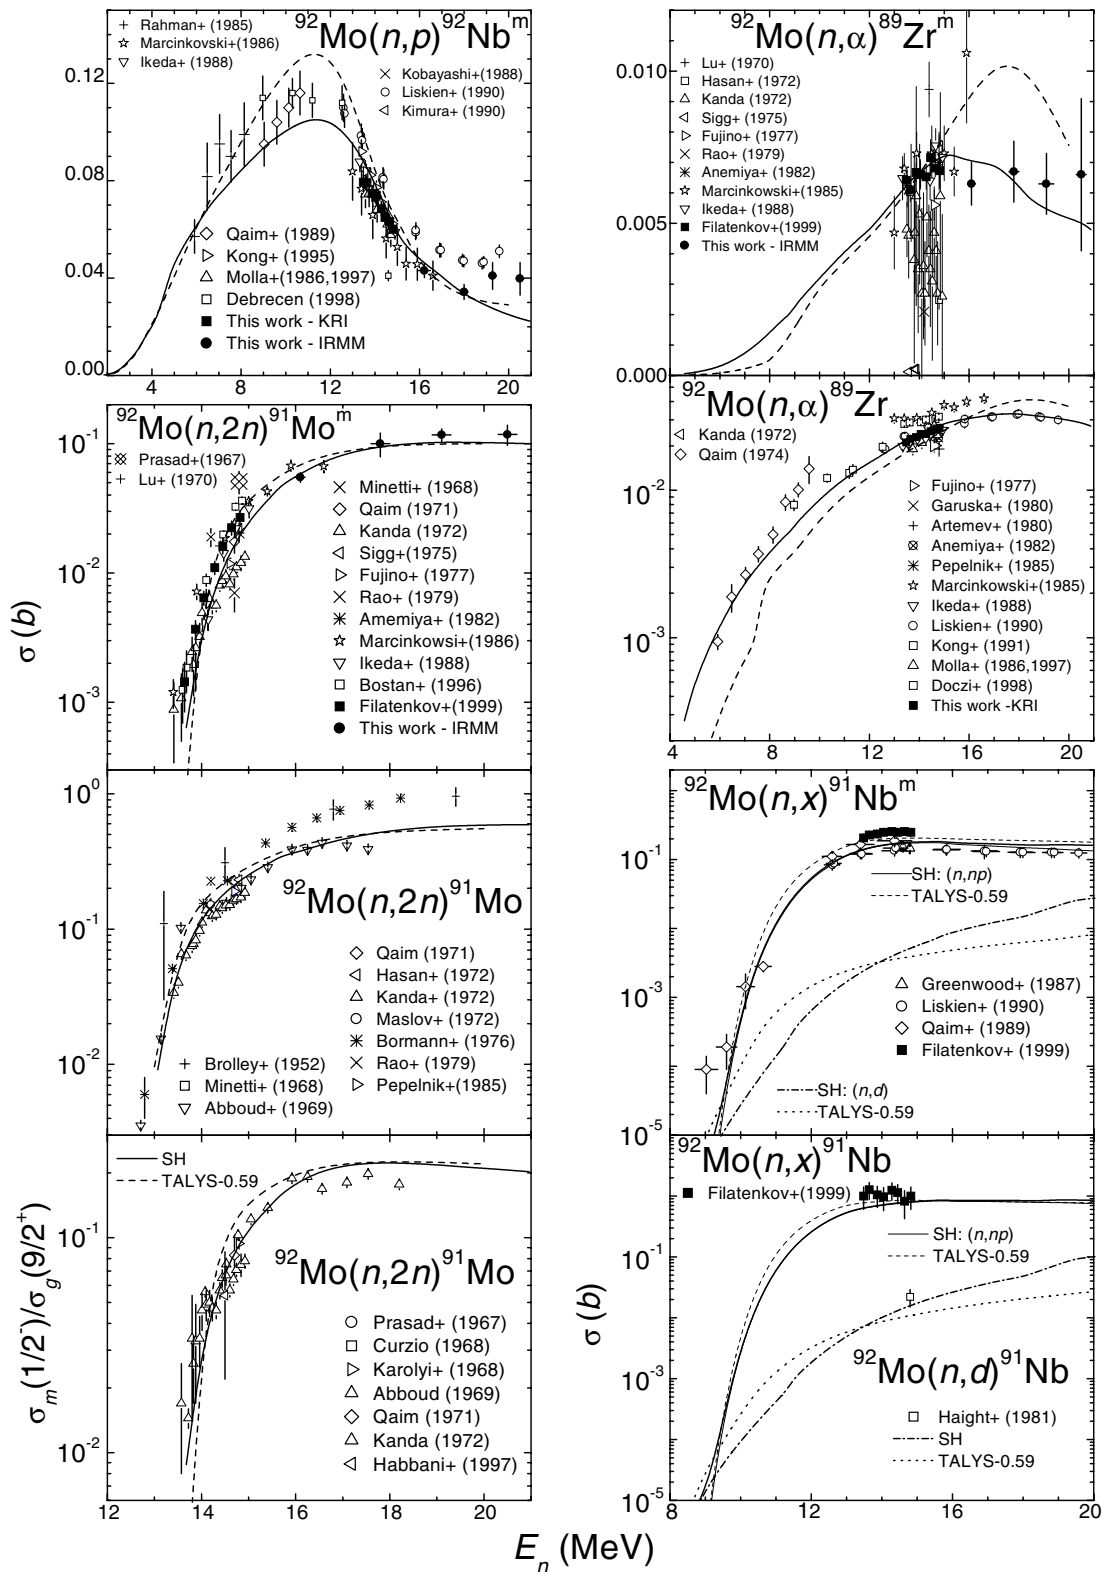 ⁹²Mo(n,p)⁹²Nbᵐ
Rahman+ (1985)
Marcinkovski+(1986)
Ikeda+ (1988)
Kobayashi+(1988)
Liskien+ (1990)
Kimura+ (1990)
Qaim+ (1989)
Kong+ (1995)
Molla+(1986,1997)
Debrecen (1998)
This work - KRI
This work - IRMM
0.12
0.08
0.04
0.00
4 8 12 16 20
⁹²Mo(n,α)⁸⁹Zrᵐ
Lu+ (1970)
Hasan+ (1972)
Kanda (1972)
Sigg+ (1975)
Fujino+ (1977)
Rao+ (1979)
Anemiya+ (1982)
Marcinkowski+(1985)
Ikeda+ (1988)
Filatenkov+ (1999)
This work - IRMM
0.010
0.005
0.000
8 12 16 20
⁹²Mo(n,2n)⁹¹Moᵐ
Prasad+(1967)
Lu+ (1970)
Minetti+ (1968)
Qaim (1971)
Kanda (1972)
Sigg+(1975)
Fujino+ (1977)
Rao+ (1979)
Amemiya+ (1982)
Marcinkowsi+(1986)
Ikeda+ (1988)
Bostan+ (1996)
Filatenkov+(1999)
This work - IRMM
10⁻¹
10⁻²
10⁻³
σ (b)
⁹²Mo(n,α)⁸⁹Zr
Kanda (1972)
Qaim (1974)
Fujino+ (1977)
Garuska+ (1980)
Artemev+ (1980)
Anemiya+ (1982)
Pepelnik+ (1985)
Marcinkowski+(1985)
Ikeda+ (1988)
Liskien+ (1990)
Kong+ (1991)
Molla+ (1986,1997)
Doczi+ (1998)
This work -KRI
10⁻²
10⁻³
4 8 12 16 20
10⁰
10⁻¹
10⁻²
⁹²Mo(n,2n)⁹¹Mo
Qaim (1971)
Hasan+ (1972)
Kanda+ (1972)
Maslov+ (1972)
Bormann+ (1976)
Rao+ (1979)
Pepelnik+(1985)
Brolley+ (1952)
Minetti+ (1968)
Abboud+ (1969)
⁹²Mo(n,x)⁹¹Nbᵐ
SH: (n,np)
TALYS-0.59
Greenwood+ (1987)
Liskien+ (1990)
Qaim+ (1989)
Filatenkov+ (1999)
SH: (n,d)
TALYS-0.59
10⁻¹
10⁻³
10⁻⁵
SH
TALYS-0.59
⁹²Mo(n,2n)⁹¹Mo
Prasad+ (1967)
Curzio (1968)
Karolyi+ (1968)
Abboud (1969)
Qaim (1971)
Kanda (1972)
Habbani+ (1997)
10⁻¹
10⁻²
σₘ(1/2⁻)/σg(9/2⁺)
12 14 16 18 20
⁹²Mo(n,x)⁹¹Nb
Filatenkov+(1999)
SH: (n,np)
TALYS-0.59
⁹²Mo(n,d)⁹¹Nb
Haight+ (1981)
SH
TALYS-0.59
10⁻¹
10⁻³
10⁻⁵
σ (b)
8 12 16 20
Eₙ (MeV)